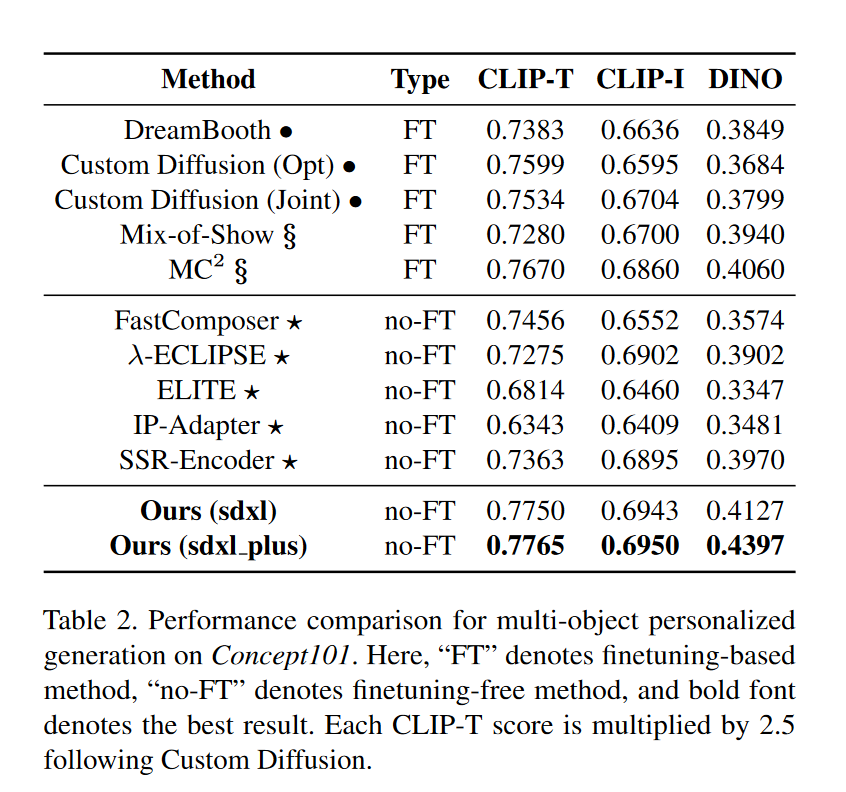 Method Type CLIP-T CLIP-I DINO
DreamBooth ● FT 0.7383 0.6636 0.3849
Custom Diffusion (Opt) ● FT 0.7599 0.6595 0.3684
Custom Diffusion (Joint) ● FT 0.7534 0.6704 0.3799
Mix-of-Show § FT 0.7280 0.6700 0.3940
MC² § FT 0.7670 0.6860 0.4060
FastComposer ⋆ no-FT 0.7456 0.6552 0.3574
λ-ECLIPSE ⋆ no-FT 0.7275 0.6902 0.3902
ELITE ⋆ no-FT 0.6814 0.6460 0.3347
IP-Adapter ⋆ no-FT 0.6343 0.6409 0.3481
SSR-Encoder ⋆ no-FT 0.7363 0.6895 0.3970
Ours (sdxl) no-FT 0.7750 0.6943 0.4127
Ours (sdxl_plus) no-FT 0.7765 0.6950 0.4397
Table 2. Performance comparison for multi-object personalized
generation on Concept101. Here, “FT” denotes finetuning-based
method, “no-FT” denotes finetuning-free method, and bold font
denotes the best result. Each CLIP-T score is multiplied by 2.5
following Custom Diffusion.